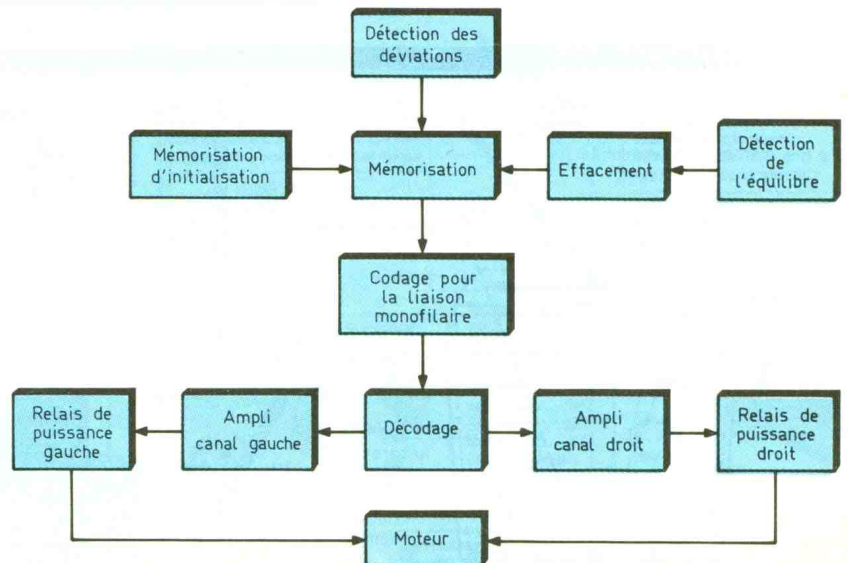 Détection des
déviations
Mémorisation
d'initialisation
Mémorisation
Effacement
Détection
de
l'équilibre
Codage pour
la liaison
monofilaire
Relais de
puissance
gauche
Ampli
canal gauche
Décodage
Ampli
canal droit
Relais de
puissance
droit
Moteur